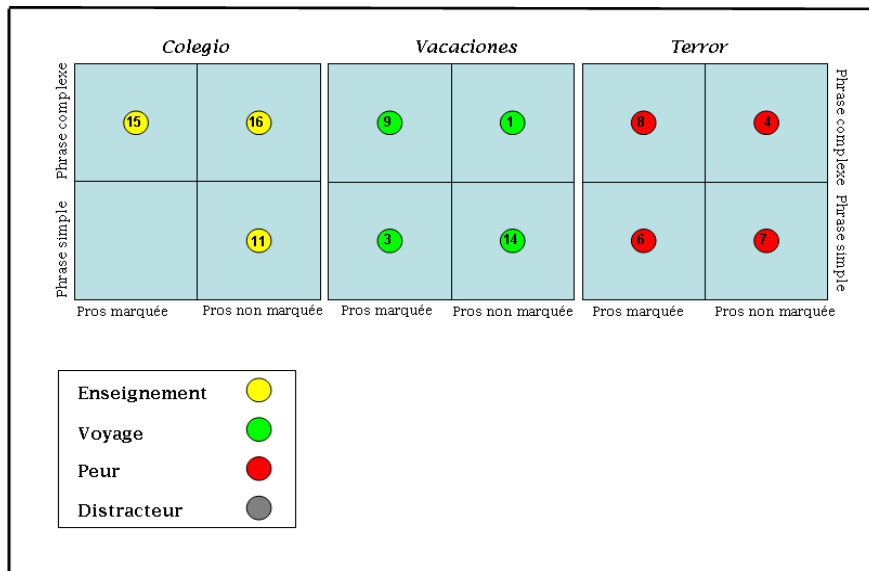 Colegio Vacaciones Terror
Phrase complexe
Phrase simple
15 16 9 1 8 4
11 3 14 6 7
Phrase complexe
Phrase simple
Pros marquée Pros non marquée Pros marquée Pros non marquée Pros marquée Pros non marquée
Enseignement
Voyage
Peur
Distracteur